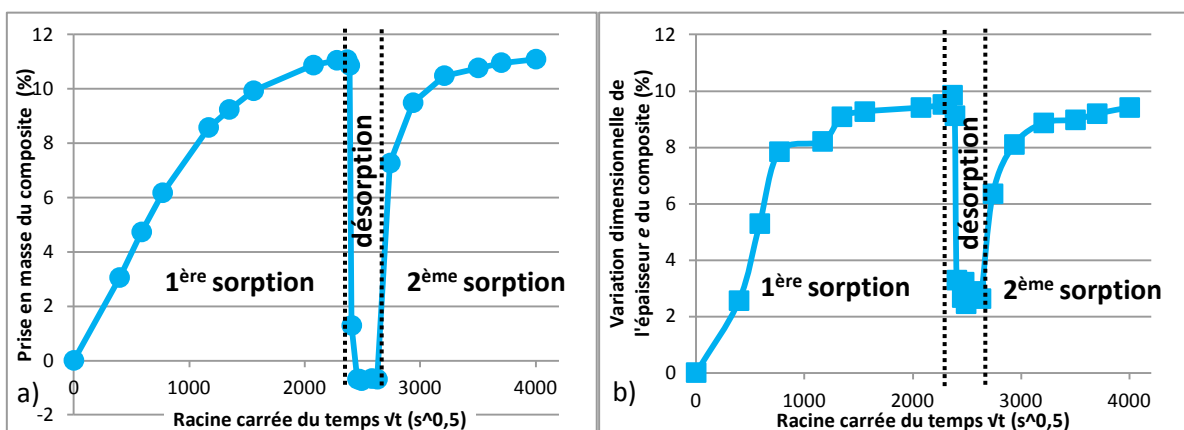 12
10
8
6
4
2
0
-2
0
1000
2000
3000
4000
Prise en masse du composite (%)
Racine carrée du temps √t (s^0,5)
1ère sorption
désorption
2ème sorption
a)
12
10
8
6
4
2
0
0
1000
2000
3000
4000
Variation dimensionnelle de
l'épaisseur e du composite (%)
Racine carrée du temps √t (s^0,5)
1ère sorption
désorption
2ème sorption
b)